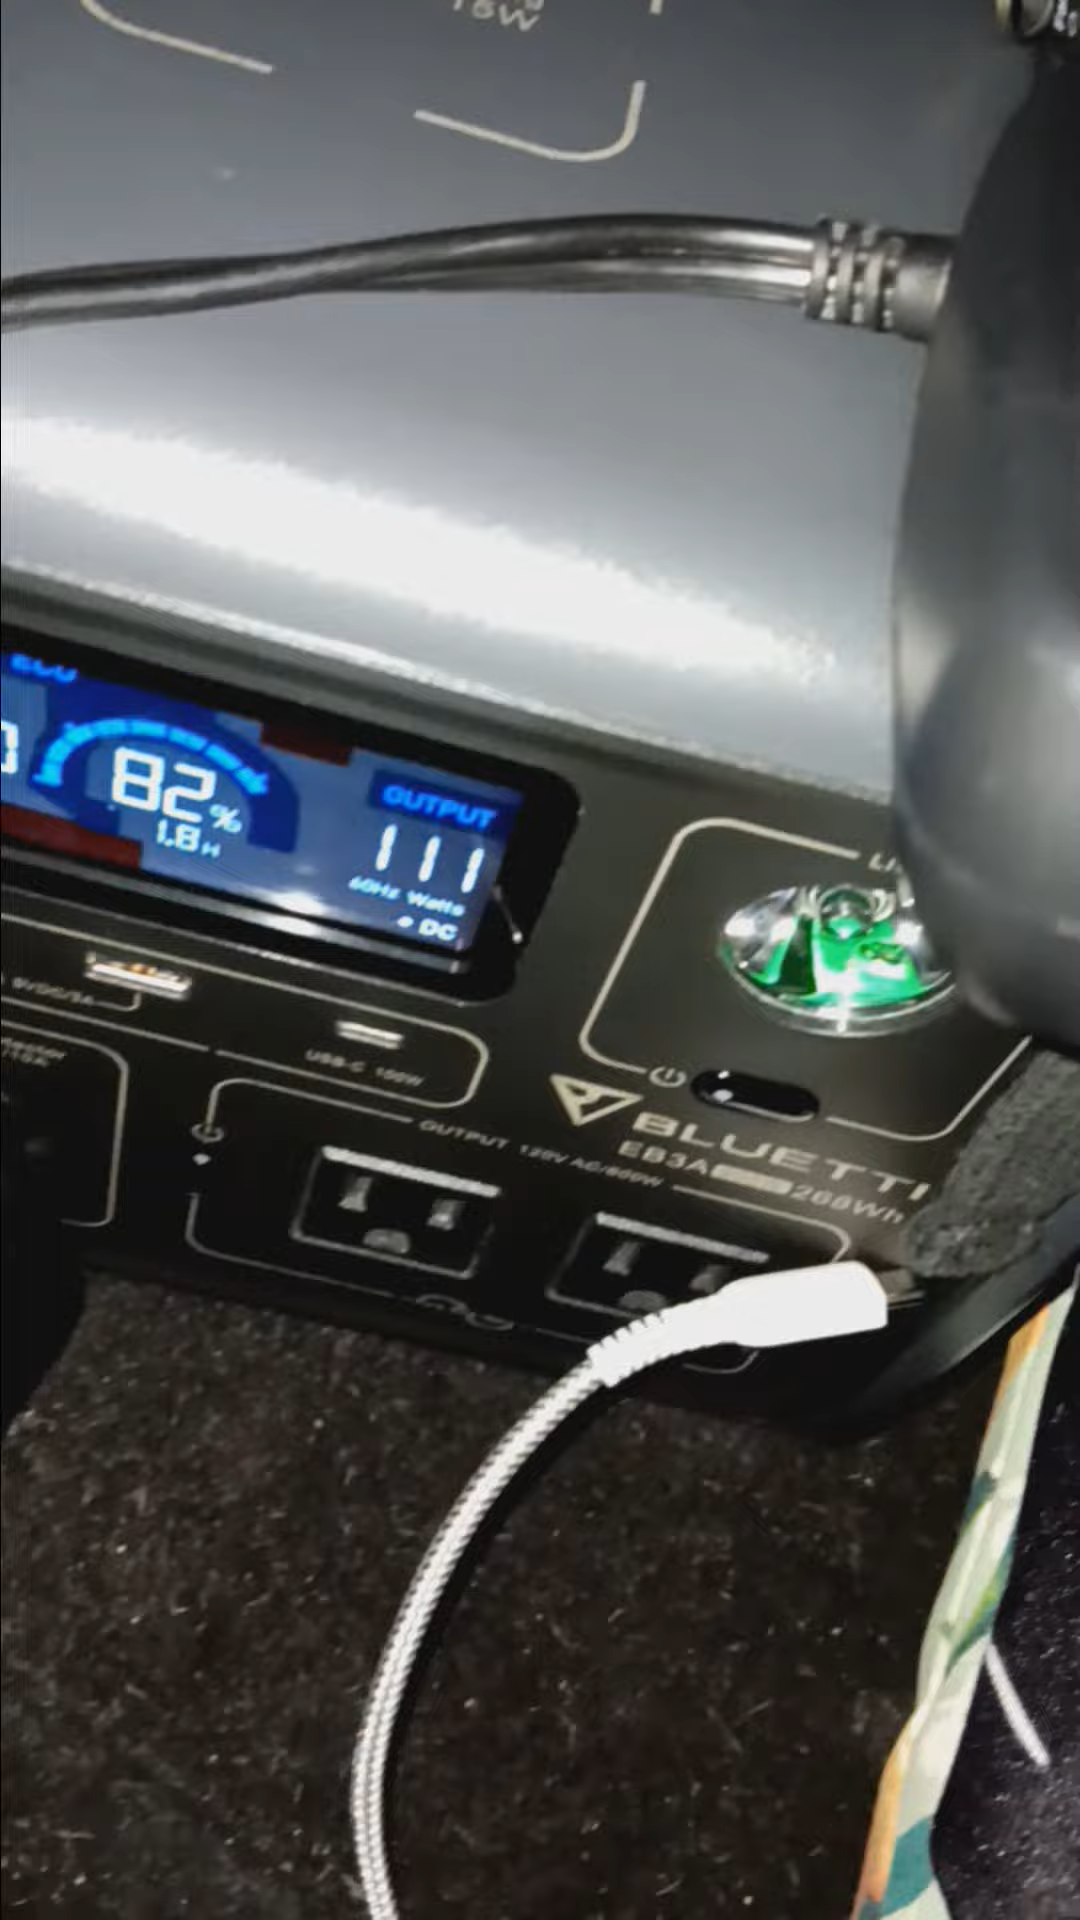 15W
ECO
82%
1.8H
OUTPUT
111
60Hz Watts
DC
USB-C 100W
OUTPUT 120V AC/600W
BLUETTI
EB3A
268Wh